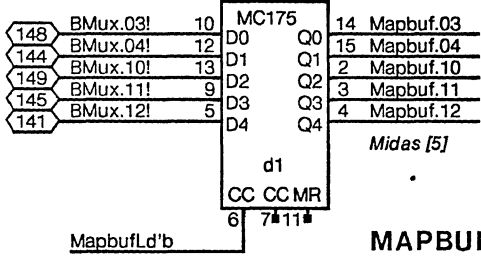 MC175
148 BMux.03! 10 D0 Q0 14 Mapbuf.03
144 BMux.04! 12 D1 Q1 15 Mapbuf.04
149 BMux.10! 13 D2 Q2 2 Mapbuf.10
145 BMux.11! 9 D3 Q3 3 Mapbuf.11
141 BMux.12! 5 D4 Q4 4 Mapbuf.12
Midas [5]
d1
CC CC MR
6 7 11
MapbufLd'b